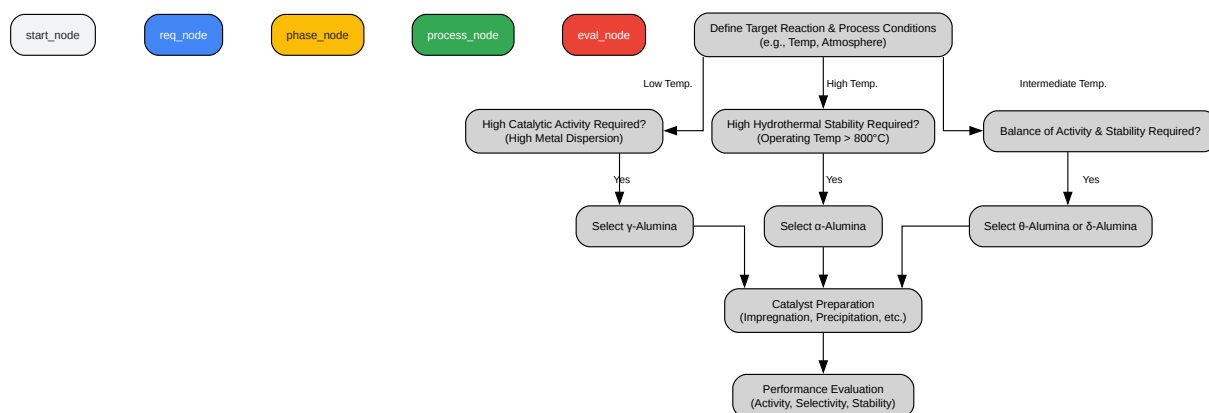 start_node
req_node
phase_node
process_node
eval_node
Define Target Reaction & Process Conditions
(e.g., Temp, Atmosphere)
Low Temp.
High Temp.
Intermediate Temp.
High Catalytic Activity Required?
(High Metal Dispersion)
High Hydrothermal Stability Required?
(Operating Temp > 800°C)
Balance of Activity & Stability Required?
Yes
Yes
Yes
Select γ-Alumina
Select α-Alumina
Select θ-Alumina or δ-Alumina
Catalyst Preparation
(Impregnation, Precipitation, etc.)
Performance Evaluation
(Activity, Selectivity, Stability)